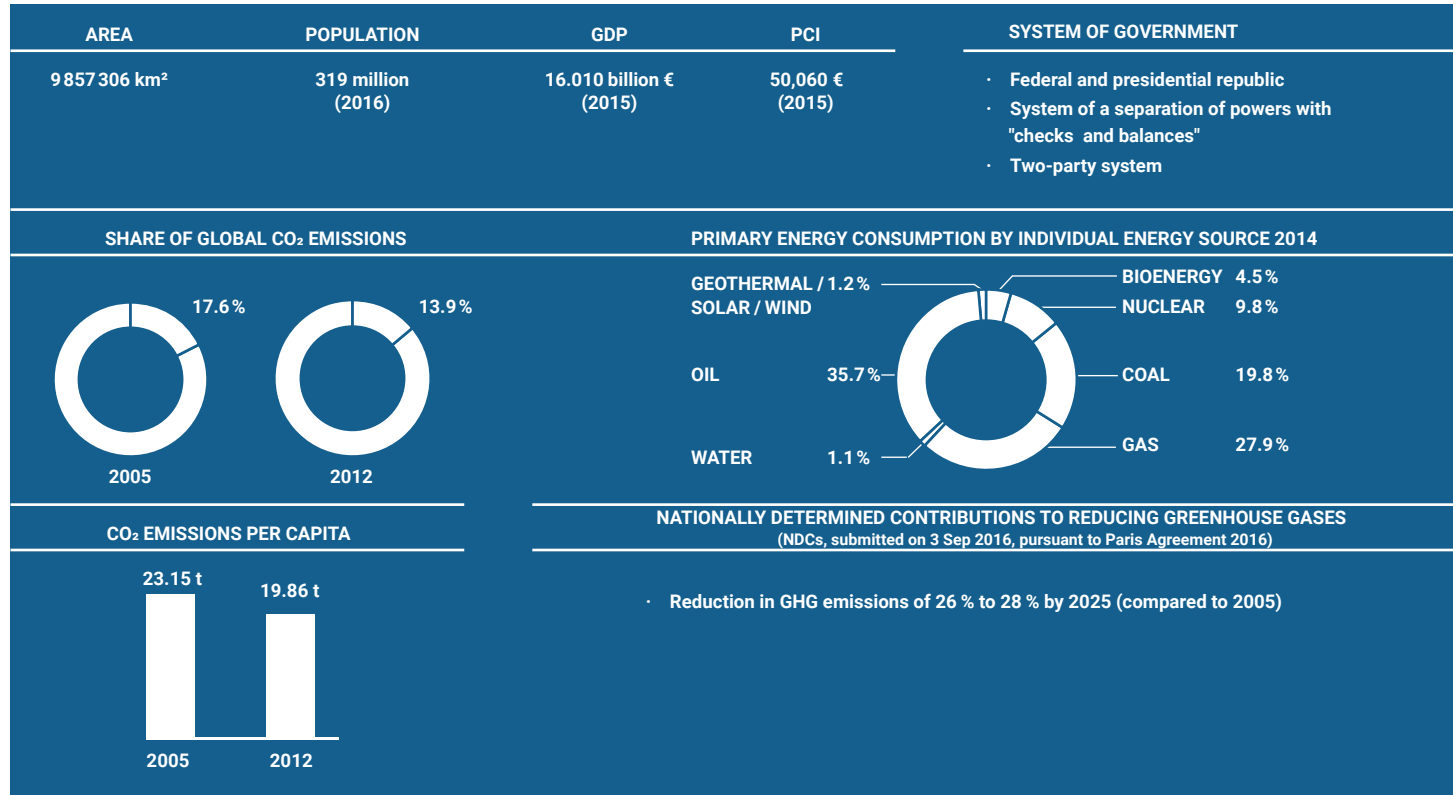 AREA
9 857 306 km²
POPULATION
319 million
(2016)
GDP
16.010 billion €
(2015)
PCI
50,060 €
(2015)
SYSTEM OF GOVERNMENT
· Federal and presidential republic
· System of a separation of powers with
"checks and balances"
· Two-party system
SHARE OF GLOBAL CO₂ EMISSIONS
17.6 %
2005
13.9 %
2012
PRIMARY ENERGY CONSUMPTION BY INDIVIDUAL ENERGY SOURCE 2014
GEOTHERMAL / 1.2 %
SOLAR / WIND
OIL 35.7 %
WATER 1.1 %
BIOENERGY 4.5 %
NUCLEAR 9.8 %
COAL 19.8 %
GAS 27.9 %
CO₂ EMISSIONS PER CAPITA
23.15 t
19.86 t
2005
2012
NATIONALLY DETERMINED CONTRIBUTIONS TO REDUCING GREENHOUSE GASES
(NDCs, submitted on 3 Sep 2016, pursuant to Paris Agreement 2016)
· Reduction in GHG emissions of 26 % to 28 % by 2025 (compared to 2005)